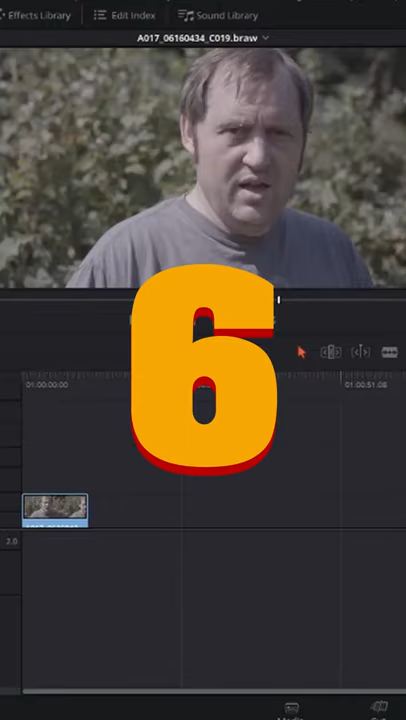 Effects Library Edit Index Sound Library
A017_06160434_C019.braw
6
01:00:00:00 01:00:51:08
2.0